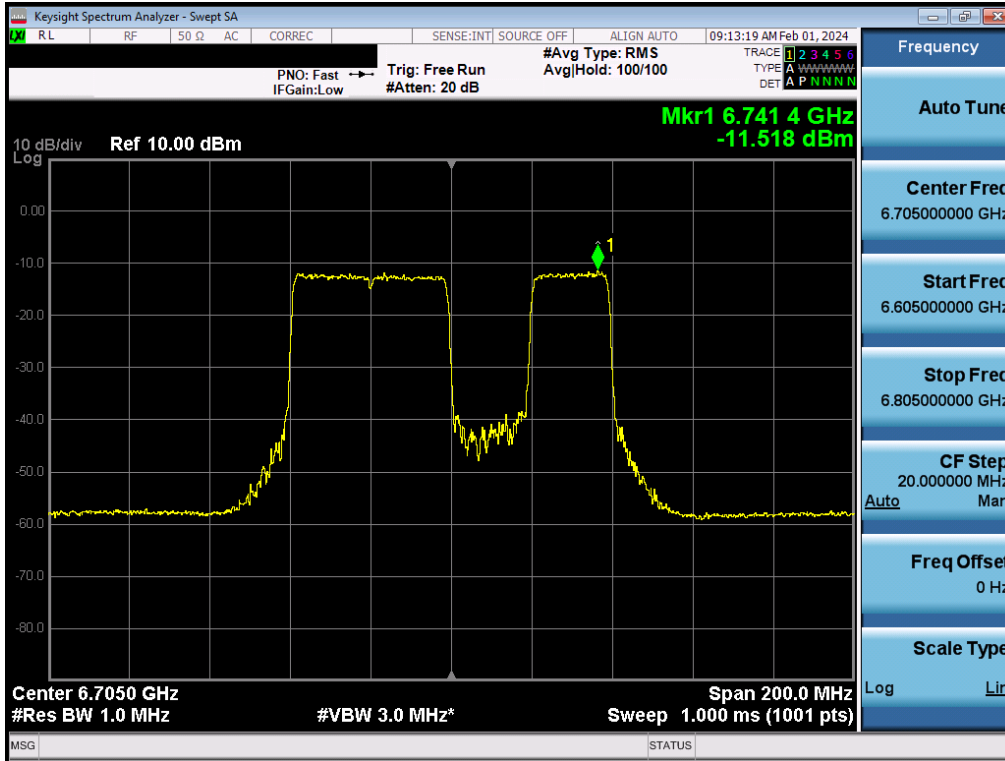 Keysight Spectrum Analyzer - Swept SA
LXI RL RF 50 Ω AC CORREC SENSE:INT SOURCE OFF ALIGN AUTO 09:13:19 AM Feb 01, 2024
PNO: Fast
IFGain:Low
Trig: Free Run
#Atten: 20 dB
#Avg Type: RMS
Avg|Hold: 100/100
TRACE 1 2 3 4 5 6
TYPE A WWWWW
DET A P N N N N
Mkr1 6.741 4 GHz
-11.518 dBm
10 dB/div Ref 10.00 dBm
Log
0.00
-10.0
-20.0
-30.0
-40.0
-50.0
-60.0
-70.0
-80.0
1
Center 6.7050 GHz Span 200.0 MHz
#Res BW 1.0 MHz #VBW 3.0 MHz* Sweep 1.000 ms (1001 pts)
MSG STATUS
Frequency
Auto Tune
Center Freq
6.705000000 GHz
Start Freq
6.605000000 GHz
Stop Freq
6.805000000 GHz
CF Step
20.000000 MHz
Auto Man
Freq Offset
0 Hz
Scale Type
Log Lin